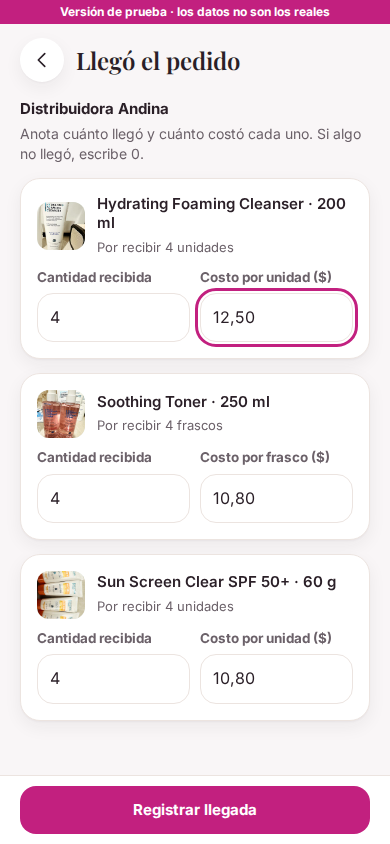 Versión de prueba · los datos no son los reales
Llegó el pedido
Distribuidora Andina
Anota cuánto llegó y cuánto costó cada uno. Si algo
no llegó, escribe 0.
Hydrating Foaming Cleanser · 200
ml
Por recibir 4 unidades
Cantidad recibida
Costo por unidad ($)
4
12,50
Soothing Toner · 250 ml
Por recibir 4 frascos
Cantidad recibida
Costo por frasco ($)
4
10,80
Sun Screen Clear SPF 50+ · 60 g
Por recibir 4 unidades
Cantidad recibida
Costo por unidad ($)
4
10,80
Registrar llegada